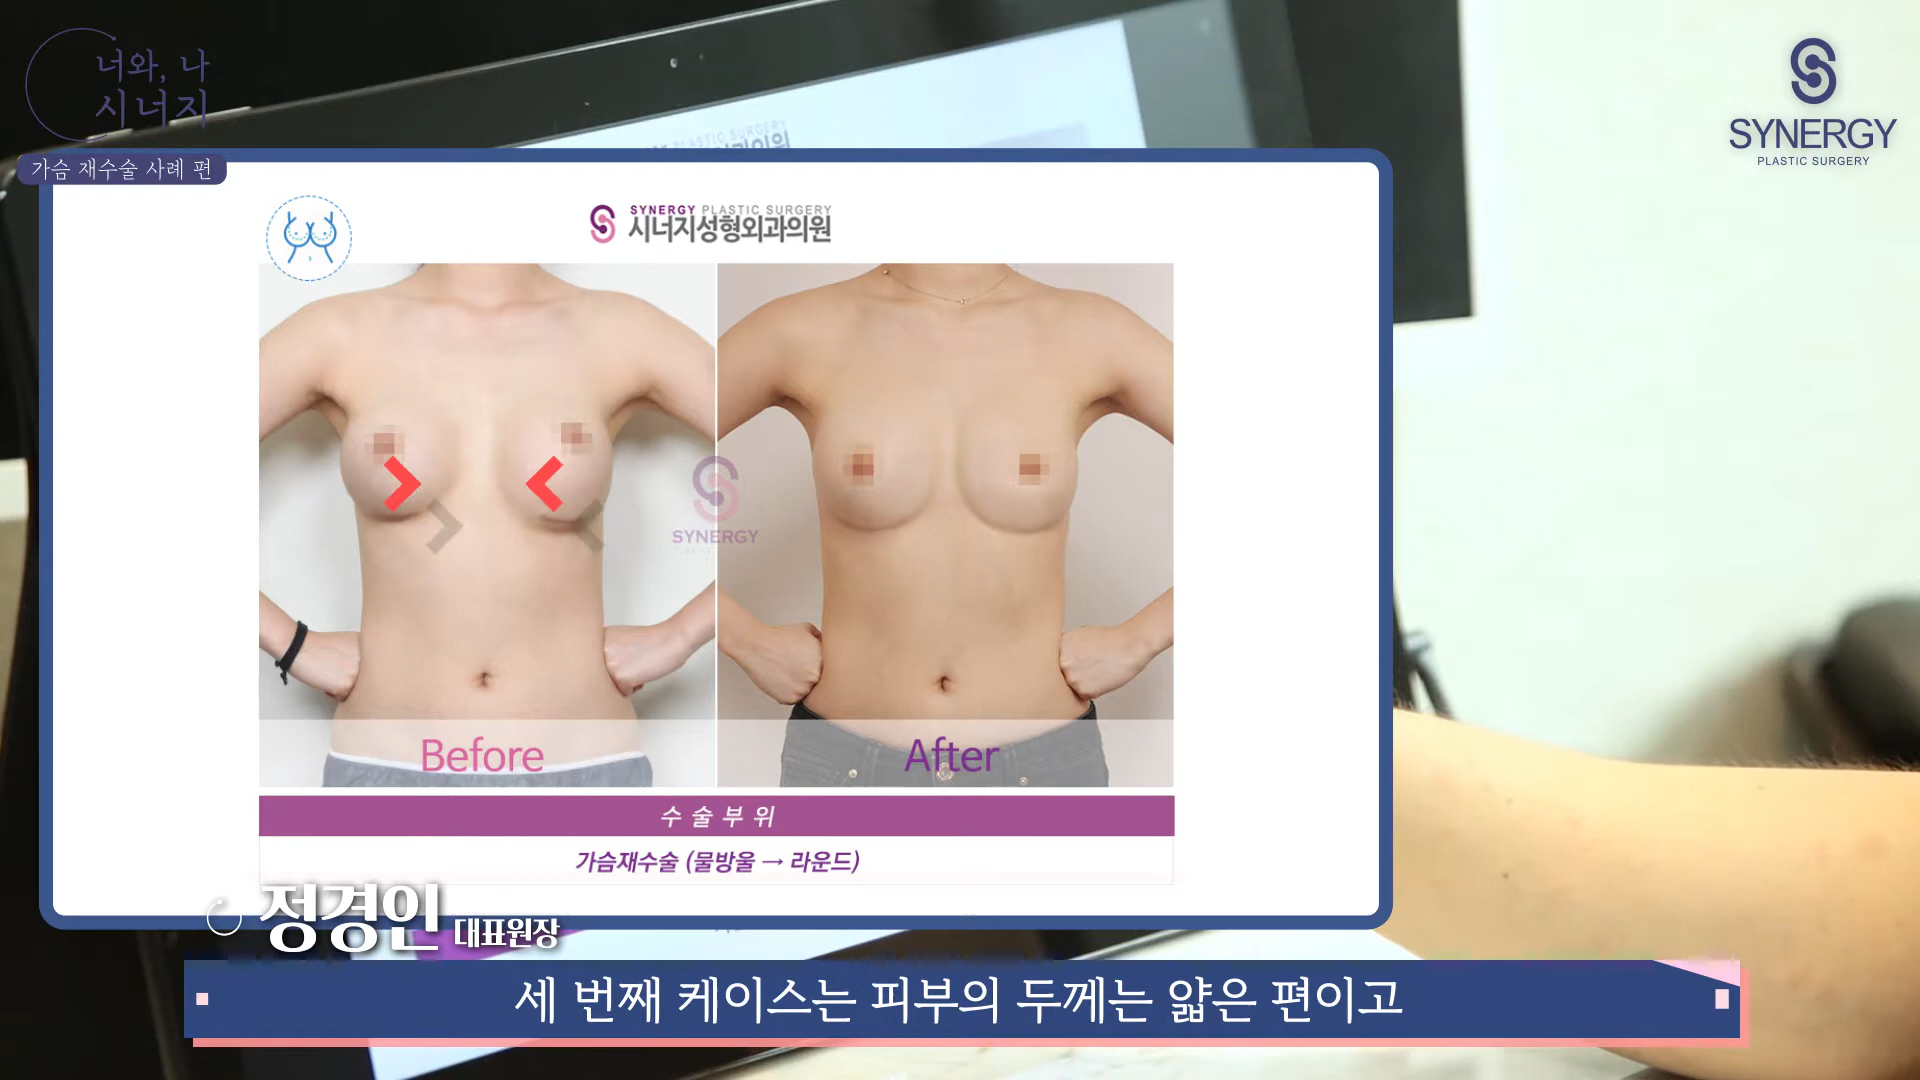 너와, 나
시너지
가슴 재수술 사례 편
SYNERGY
PLASTIC SURGERY
PLASTIC SURGERY
SYNERGY PLASTIC SURGERY
시너지성형외과의원
SYNERGY
Before
After
수술부위
가슴재수술 (물방울 → 라운드)
정경인 대표원장
세 번째 케이스는 피부의 두께는 얇은 편이고